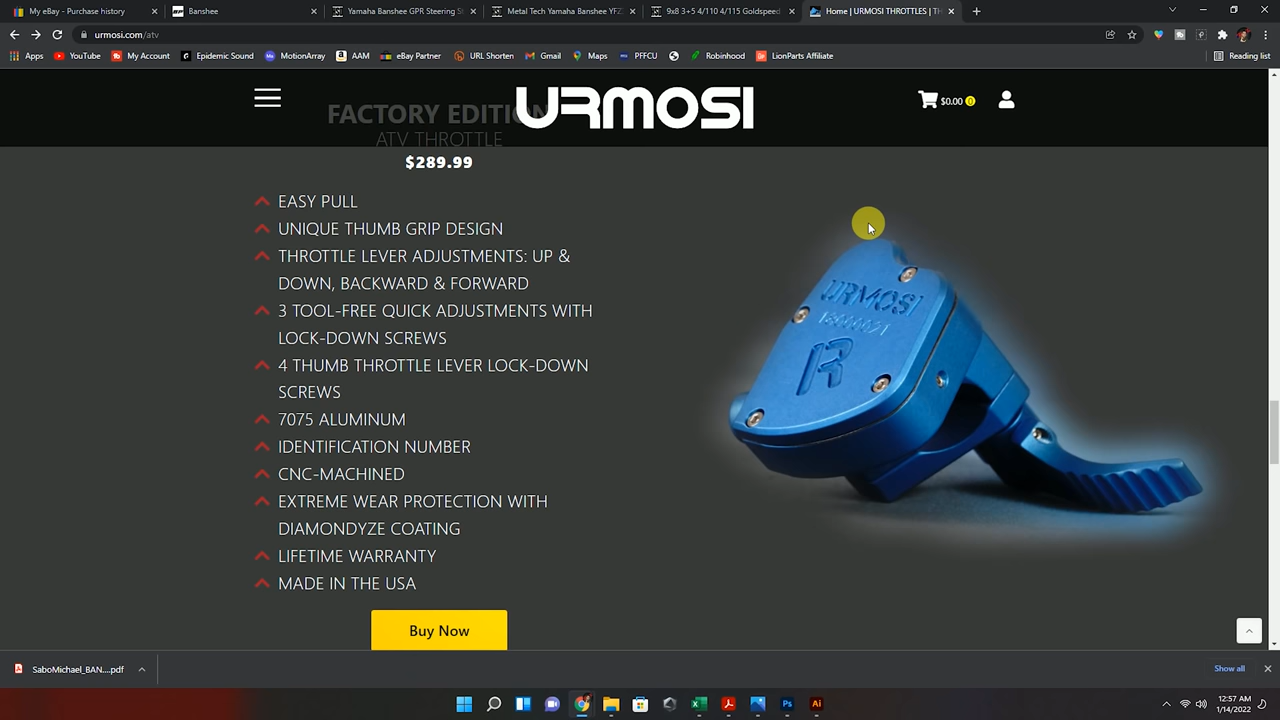 My eBay - Purchase history
Banshee
Yamaha Banshee GPR Steering S
Metal Tech Yamaha Banshee YFZ
9x8 3+5 4/110 4/115 Goldspeed
Home | URMOSI THROTTLES | TH
urmosi.com/atv
Apps
YouTube
My Account
Epidemic Sound
MotionArray
AAM
eBay Partner
URL Shorten
Gmail
Maps
PFFCU
Robinhood
LionParts Affiliate
Reading list
URMOSI
$0.00 0
FACTORY EDITION
ATV THROTTLE
$289.99
EASY PULL
UNIQUE THUMB GRIP DESIGN
THROTTLE LEVER ADJUSTMENTS: UP &
DOWN, BACKWARD & FORWARD
3 TOOL-FREE QUICK ADJUSTMENTS WITH
LOCK-DOWN SCREWS
4 THUMB THROTTLE LEVER LOCK-DOWN
SCREWS
7075 ALUMINUM
IDENTIFICATION NUMBER
CNC-MACHINED
EXTREME WEAR PROTECTION WITH
DIAMONDYZE COATING
LIFETIME WARRANTY
MADE IN THE USA
Buy Now
URMOSI
R
SaboMichael_BAN....pdf
Show all
12:57 AM
1/14/2022